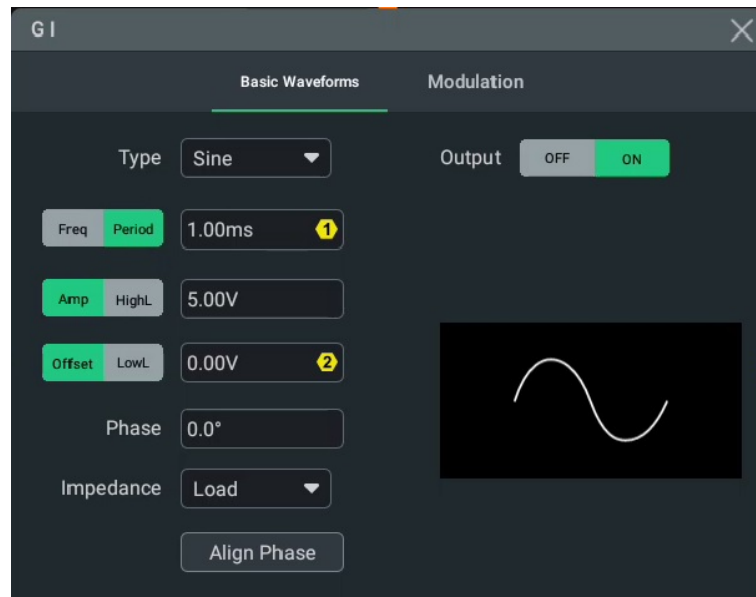 G I
Basic Waveforms Modulation
Type Sine Output OFF ON
Freq Period 1.00ms 1
Amp HighL 5.00V
Offset LowL 0.00V 2
Phase 0.0°
Impedance Load
Align Phase